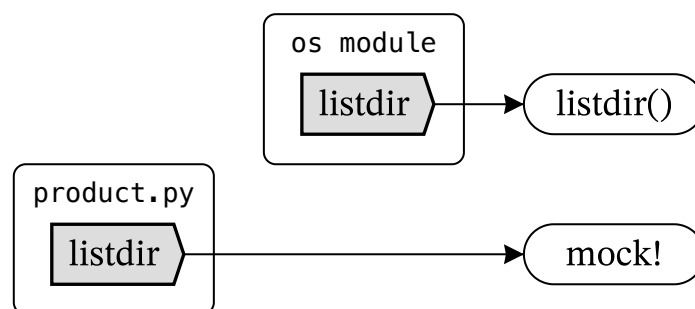 os module
listdir
listdir()
product.py
listdir
mock!